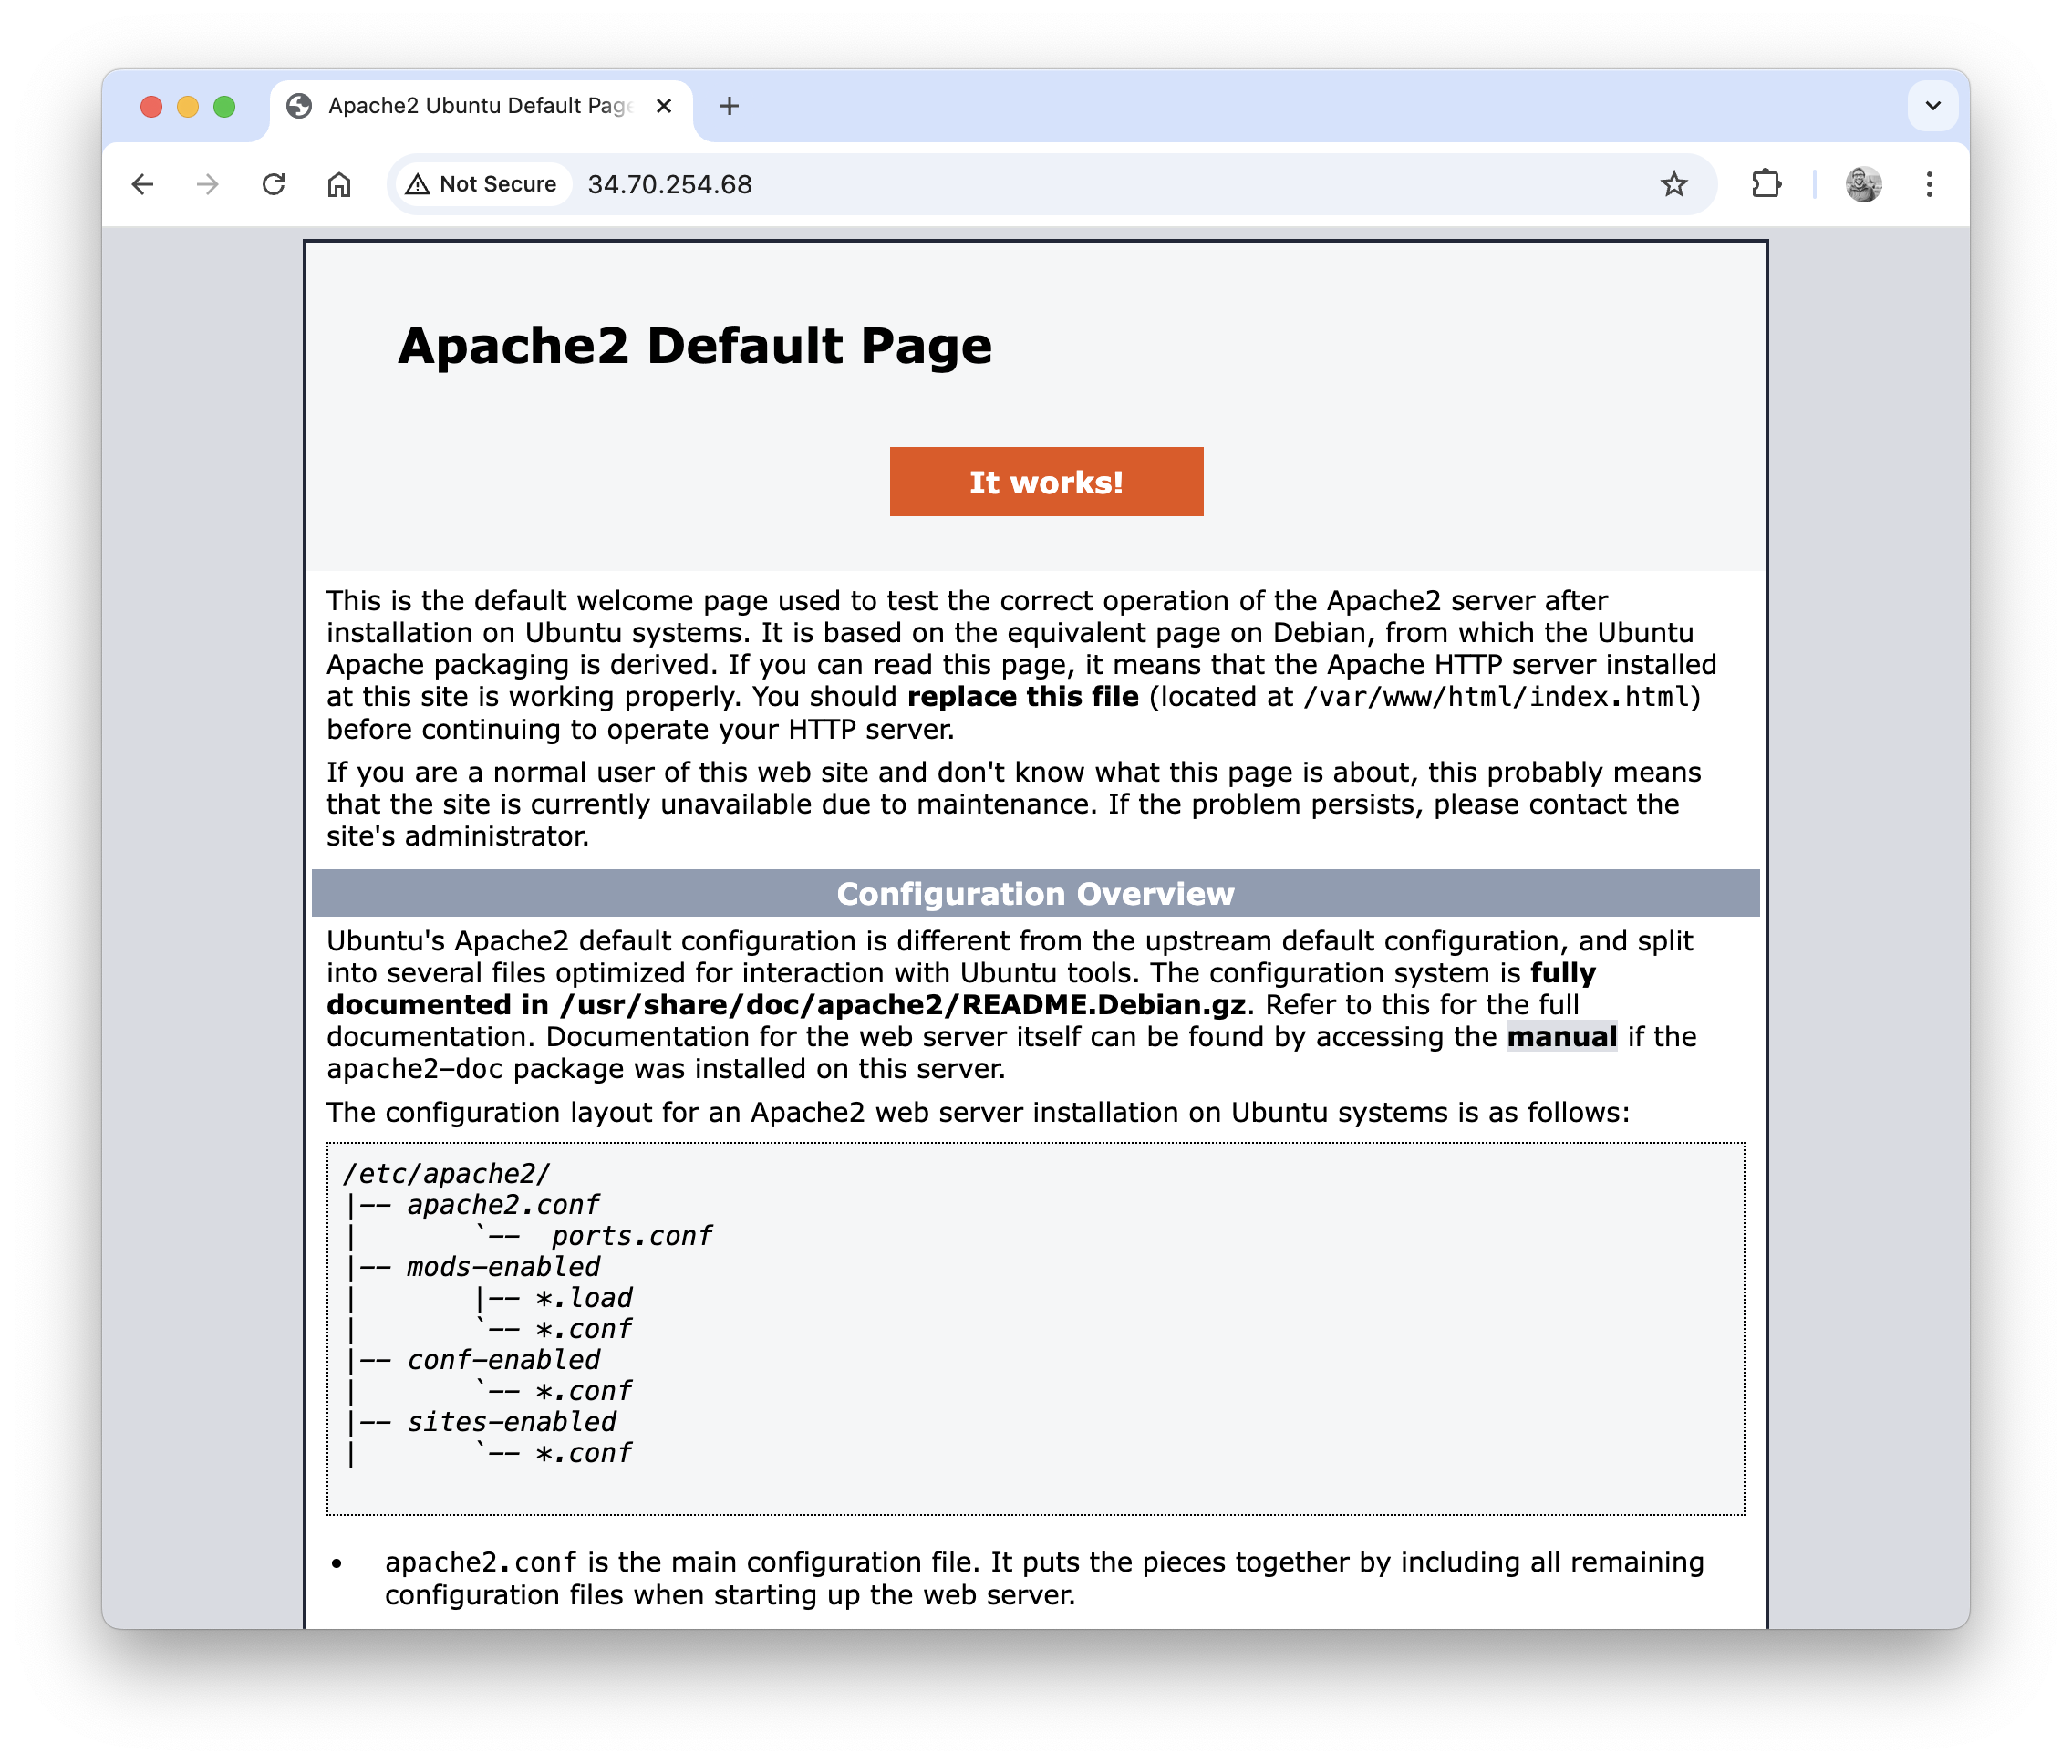 Apache2 Ubuntu Default Page
Not Secure 34.70.254.68
Apache2 Default Page
It works!
This is the default welcome page used to test the correct operation of the Apache2 server after
installation on Ubuntu systems. It is based on the equivalent page on Debian, from which the Ubuntu
Apache packaging is derived. If you can read this page, it means that the Apache HTTP server installed
at this site is working properly. You should replace this file (located at /var/www/html/index.html)
before continuing to operate your HTTP server.
If you are a normal user of this web site and don't know what this page is about, this probably means
that the site is currently unavailable due to maintenance. If the problem persists, please contact the
site's administrator.
Configuration Overview
Ubuntu's Apache2 default configuration is different from the upstream default configuration, and split
into several files optimized for interaction with Ubuntu tools. The configuration system is fully
documented in /usr/share/doc/apache2/README.Debian.gz. Refer to this for the full
documentation. Documentation for the web server itself can be found by accessing the manual if the
apache2-doc package was installed on this server.
The configuration layout for an Apache2 web server installation on Ubuntu systems is as follows:
/etc/apache2/
|-- apache2.conf
|       `--  ports.conf
|-- mods-enabled
|       |-- *.load
|       `-- *.conf
|-- conf-enabled
|       `-- *.conf
|-- sites-enabled
|       `-- *.conf
• apache2.conf is the main configuration file. It puts the pieces together by including all remaining
configuration files when starting up the web server.